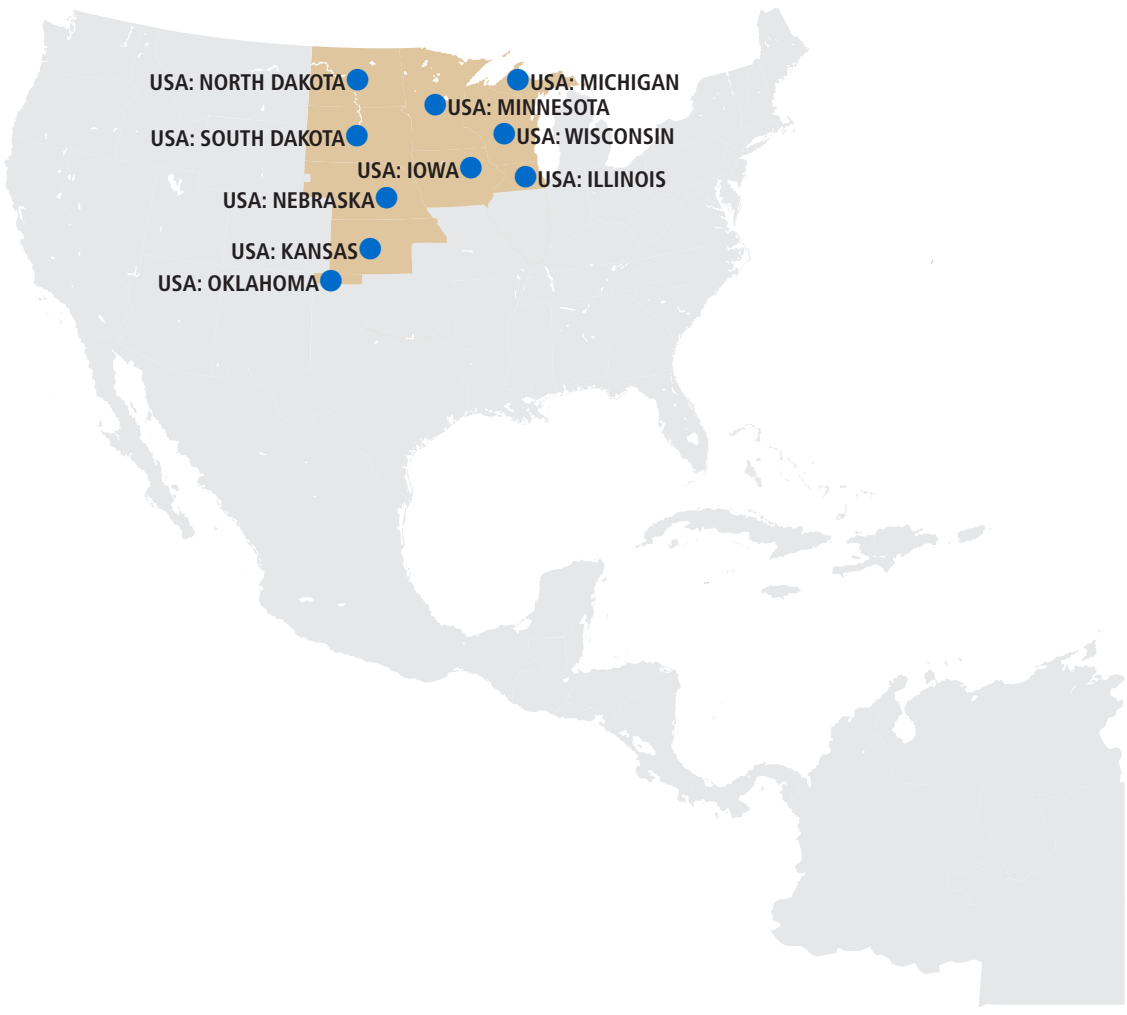 USA: NORTH DAKOTA
USA: MICHIGAN
USA: MINNESOTA
USA: SOUTH DAKOTA
USA: WISCONSIN
USA: IOWA
USA: ILLINOIS
USA: NEBRASKA
USA: KANSAS
USA: OKLAHOMA